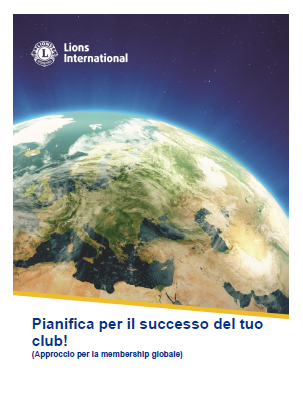 Lions
International
Pianifica per il successo del tuo
club!
(Approccio per la membership globale)